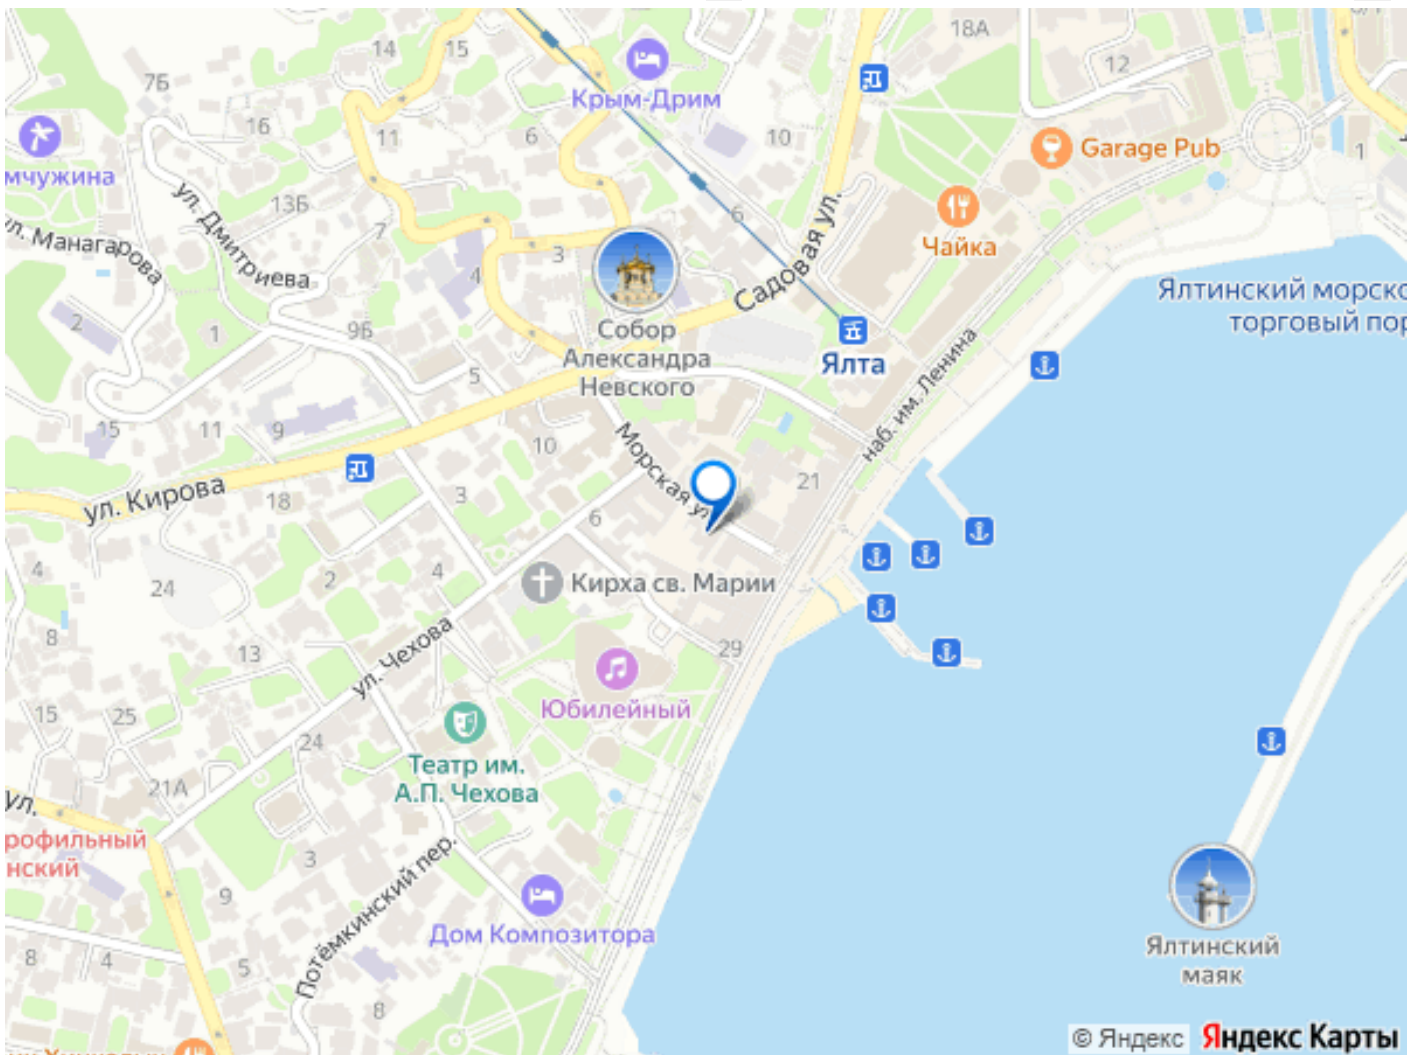 18А
14
15
12
7Б
Крым-Дрим
16
11
6
10
Garage Pub
1
мчужина
13Б
ул. Дмитриева
7
6
Садовая ул.
Чайка
л. Манагарова
3
4
Ялтинский морско
торговый пор
2
1
9Б
Собор
Александра
Невского
Ялта
5
наб. им. Ленина
15
11
9
10
Морская ул
21
ул. Кирова
18
3
6
4
24
2
4
Кирха св. Марии
8
13
ул. Чехова
29
Юбилейный
15
25
24
Театр им.
А.П. Чехова
21А
ул.
рофильный
нский
3
Потёмкинский пер.
9
Дом Композитора
Ялтинский
маяк
8
4
5
8
© Яндекс Яндекс Карты